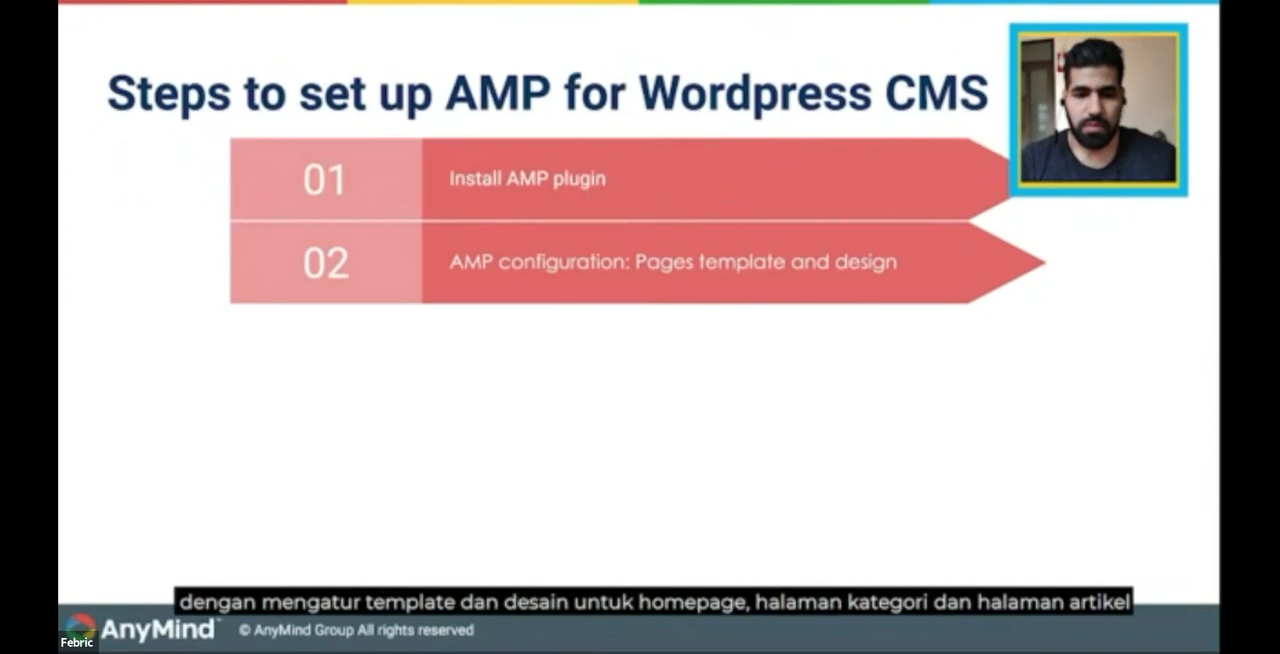 Steps to set up AMP for Wordpress CMS
01
Install AMP plugin
02
AMP configuration: Pages template and design
dengan mengatur template dan desain untuk homepage, halaman kategori dan halaman artikel
AnyMind
© AnyMind Group All rights reserved
Febric